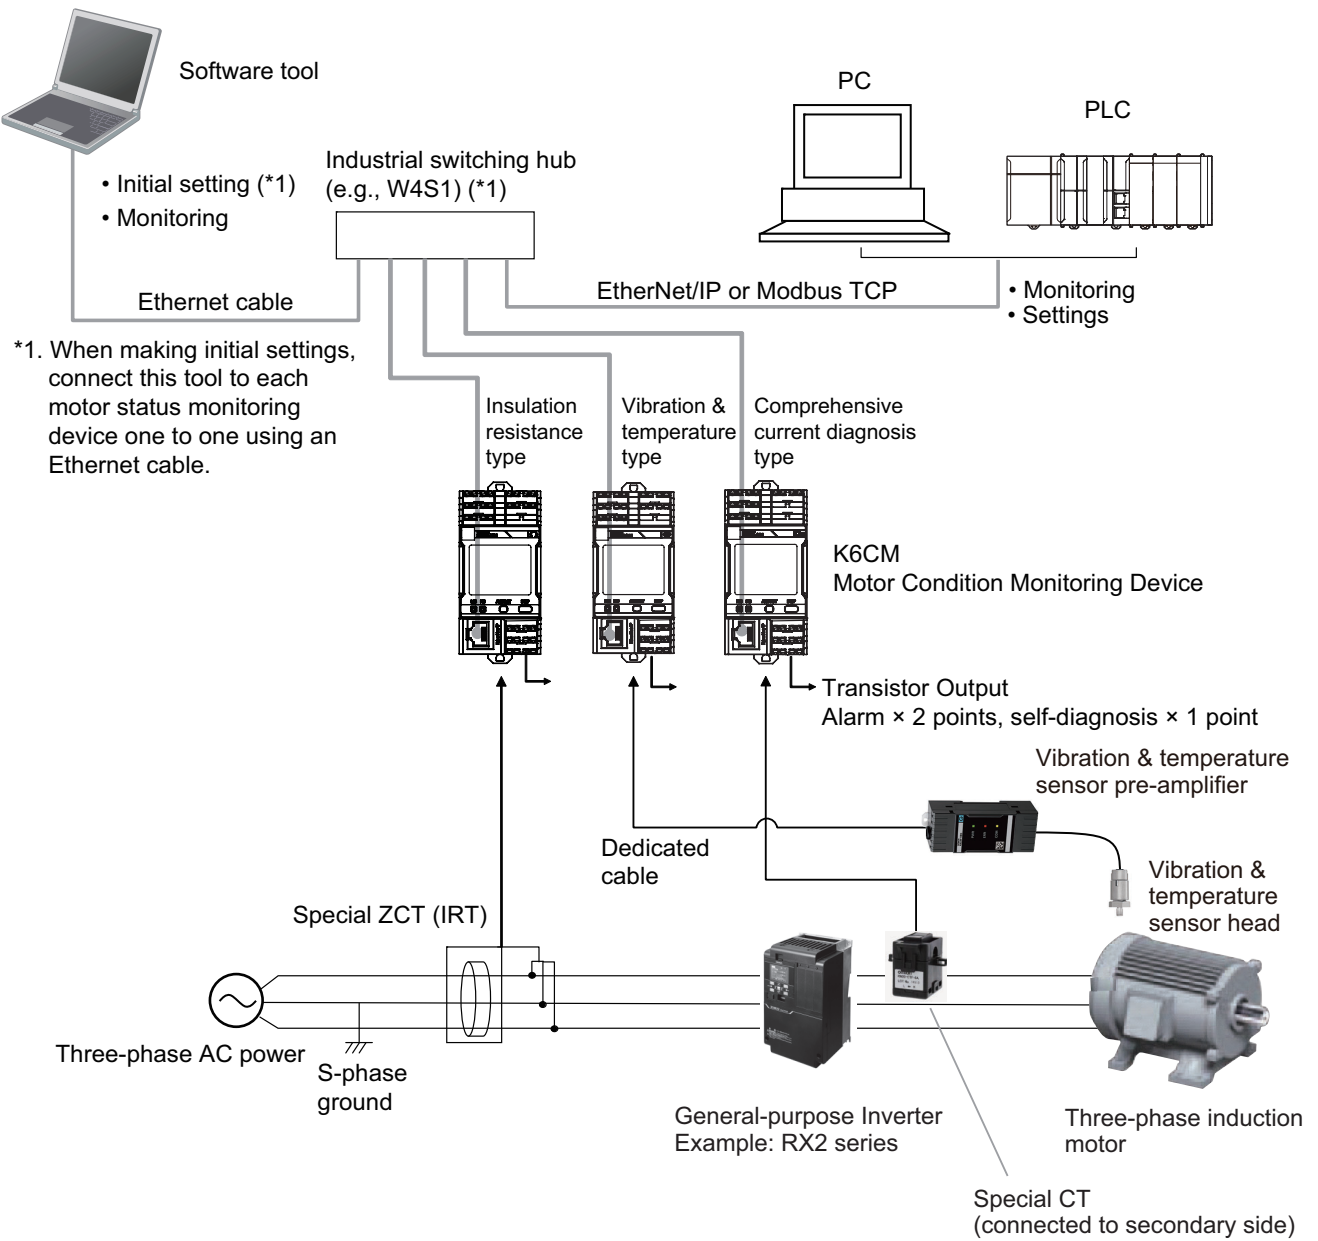 Software tool
PC
PLC
Industrial switching hub
(e.g., W4S1) (*1)
• Initial setting (*1)
• Monitoring
Ethernet cable
EtherNet/IP or Modbus TCP
• Monitoring
• Settings
*1. When making initial settings,
connect this tool to each
motor status monitoring
device one to one using an
Ethernet cable.
Insulation
resistance
type
Vibration &
temperature
type
Comprehensive
current diagnosis
type
K6CM
Motor Condition Monitoring Device
Transistor Output
Alarm × 2 points, self-diagnosis × 1 point
Vibration & temperature
sensor pre-amplifier
Dedicated
cable
Vibration &
temperature
sensor head
Special ZCT (IRT)
Three-phase AC power
S-phase
ground
General-purpose Inverter
Example: RX2 series
Three-phase induction
motor
Special CT
(connected to secondary side)